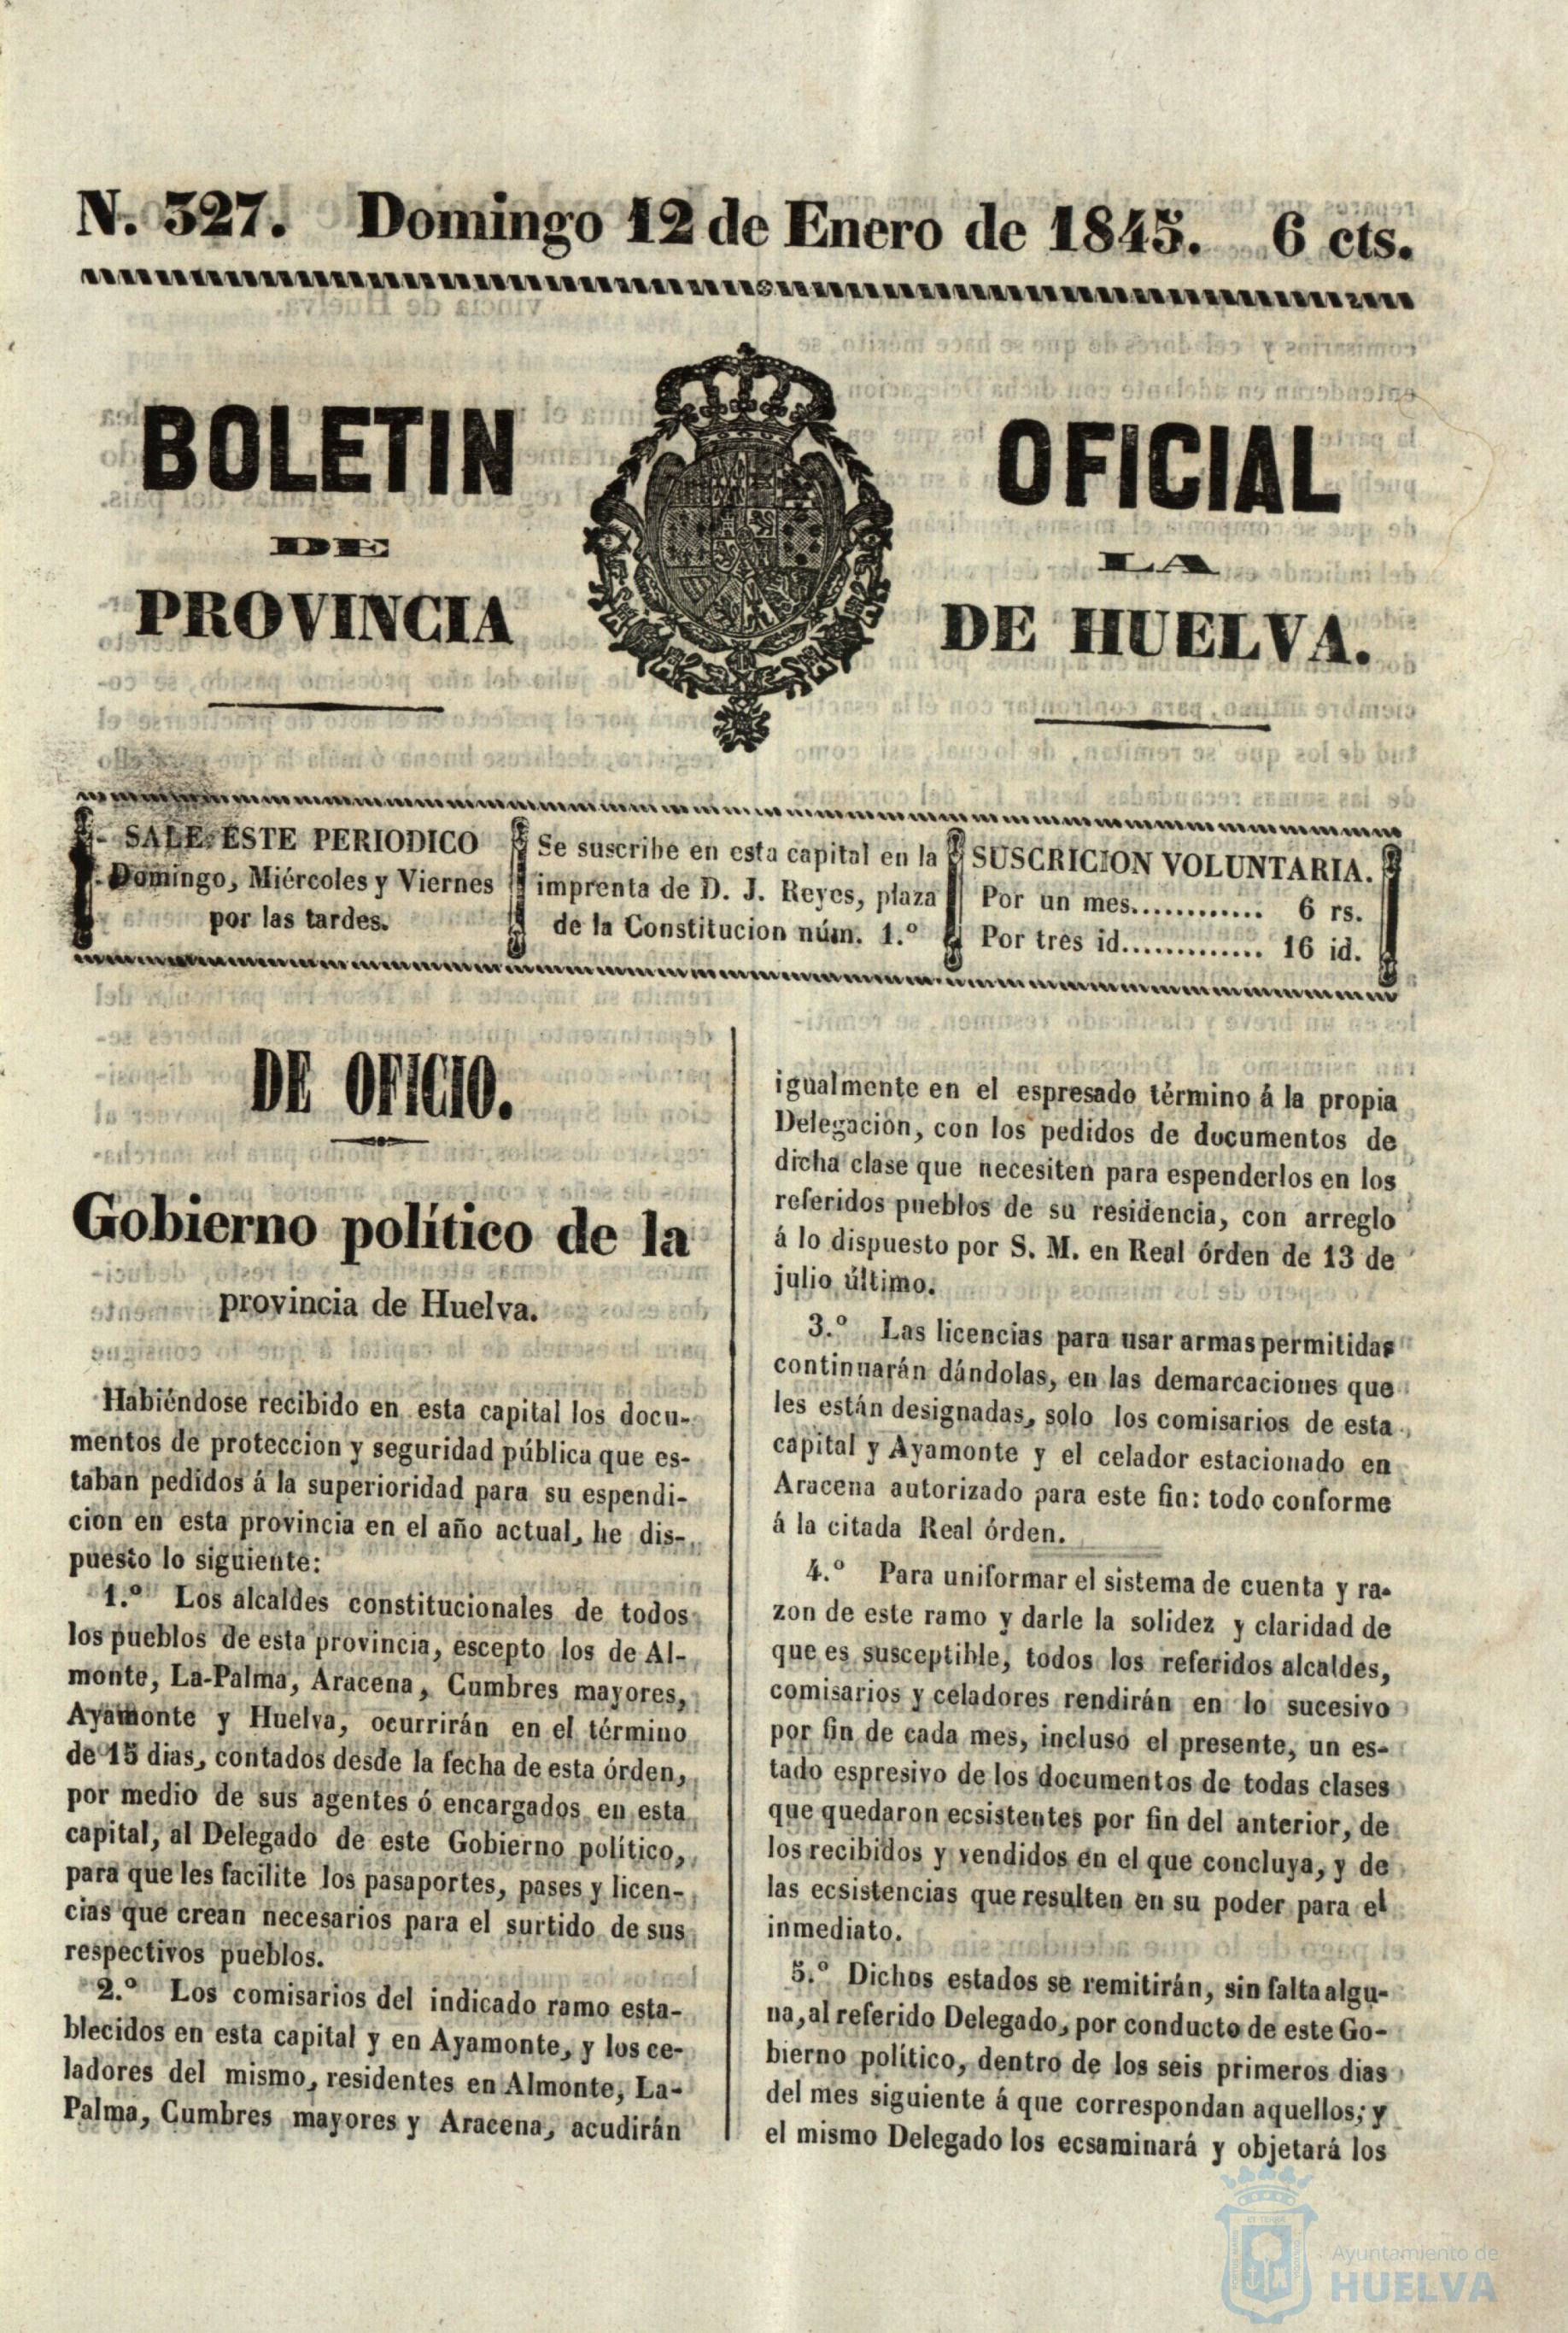 N. 327. Domingo 12 de Enero de 1845. 6 cts.
BOLETIN OFICIAL
DE LA
PROVINCIA DE HUELVA.
SALE ESTE PERIODICO
Domingo, Miércoles y Viernes
por las tardes.
Se suscribe en esta capital en la
imprenta de D. J. Reyes, plaza
de la Constitucion núm. 1.º
SUSCRICION VOLUNTARIA.
Por un mes............ 6 rs.
Por tres id............. 16 id.
DE OFICIO.
Gobierno político de la
provincia de Huelva.
Habiéndose recibido en esta capital los docu-
mentos de proteccion y seguridad pública que es-
taban pedidos á la superioridad para su espendi-
cion en esta provincia en el año actual, he dis-
puesto lo siguiente:
1.º Los alcaldes constitucionales de todos
los pueblos de esta provincia, escepto los de Al-
monte, La-Palma, Aracena, Cumbres mayores,
Ayamonte y Huelva, ocurrirán en el término
de 15 dias, contados desde la fecha de esta órden,
por medio de sus agentes ó encargados en esta
capital, al Delegado de este Gobierno político,
para que les facilite los pasaportes, pases y licen-
cias que crean necesarios para el surtido de sus
respectivos pueblos.
2.º Los comisarios del indicado ramo esta-
blecidos en esta capital y en Ayamonte, y los ce-
ladores del mismo, residentes en Almonte, La-
Palma, Cumbres mayores y Aracena, acudirán
igualmente en el espresado término á la propia
Delegacion, con los pedidos de documentos de
dicha clase que necesiten para espenderlos en los
referidos pueblos de su residencia, con arreglo
á lo dispuesto por S. M. en Real órden de 13 de
julio último.
3.º Las licencias para usar armas permitidas
continuarán dándolas, en las demarcaciones que
les están designadas, solo los comisarios de esta
capital y Ayamonte y el celador estacionado en
Aracena autorizado para este fin: todo conforme
á la citada Real órden.
4.º Para uniformar el sistema de cuenta y ra-
zon de este ramo y darle la solidez y claridad de
que es susceptible, todos los referidos alcaldes,
comisarios y celadores rendirán en lo sucesivo
por fin de cada mes, incluso el presente, un es-
tado espresivo de los documentos de todas clases
que quedaron ecsistentes por fin del anterior, de
los recibidos y vendidos en el que concluya, y de
las ecsistencias que resulten en su poder para el
inmediato.
5.º Dichos estados se remitirán, sin falta algu-
na, al referido Delegado, por conducto de este Go-
bierno político, dentro de los seis primeros dias
del mes siguiente á que correspondan aquellos; y
el mismo Delegado los ecsaminará y objetará los
Ayuntamiento de
HUELVA